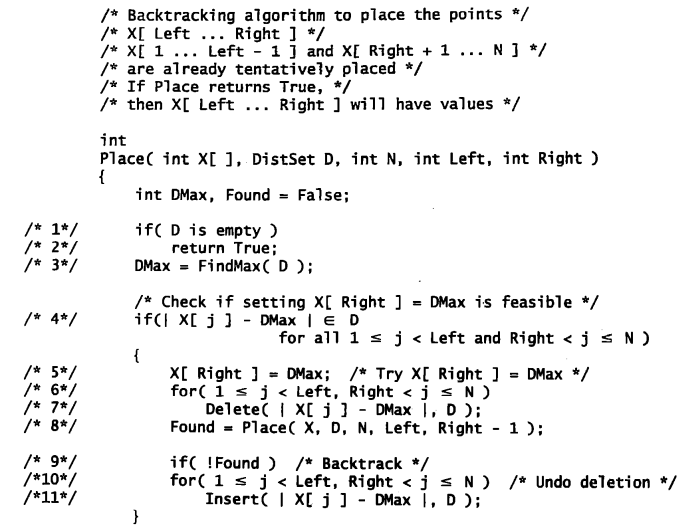 /* Backtracking algorithm to place the points */
/* X[ Left ... Right ] */
/* X[ 1 ... Left - 1 ] and X[ Right + 1 ... N ] */
/* are already tentatively placed */
/* If Place returns True, */
/* then X[ Left ... Right ] will have values */
int
Place( int X[ ], DistSet D, int N, int Left, int Right )
{
int DMax, Found = False;
/* 1*/ if( D is empty )
/* 2*/ return True;
/* 3*/ DMax = FindMax( D );
/* Check if setting X[ Right ] = DMax is feasible */
/* 4*/ if(| X[ j ] - DMax | ∈ D
for all 1 ≤ j < Left and Right < j ≤ N )
{
/* 5*/ X[ Right ] = DMax; /* Try X[ Right ] = DMax */
/* 6*/ for( 1 ≤ j < Left, Right < j ≤ N )
/* 7*/ Delete( | X[ j ] - DMax |, D );
/* 8*/ Found = Place( X, D, N, Left, Right - 1 );
/* 9*/ if( !Found ) /* Backtrack */
/*10*/ for( 1 ≤ j < Left, Right < j ≤ N ) /* Undo deletion */
/*11*/ Insert( | X[ j ] - DMax |, D );
}